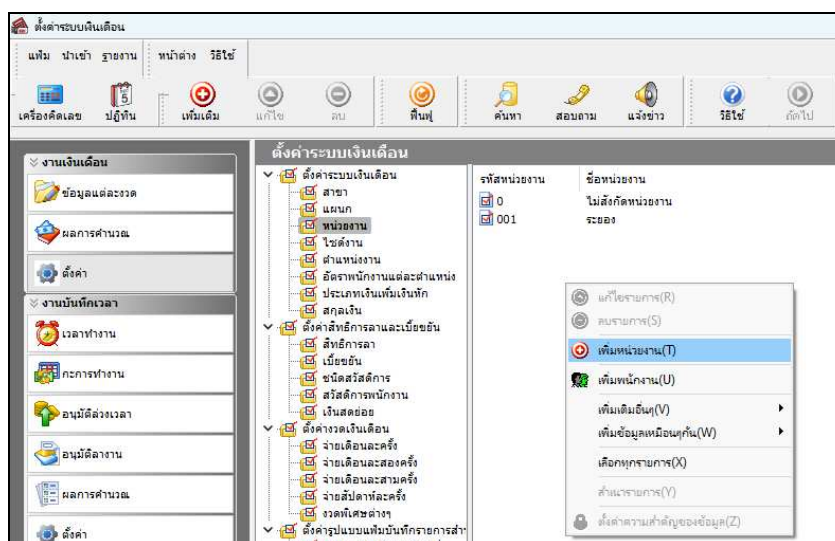 ตั้งค่าระบบเงินเดือน
แฟ้ม นำเข้า รายงาน หน้าต่าง วิธีใช้
เครื่องคิดเลข ปฏิทิน เพิ่มเติม แก้ไข ลบ ฟื้นฟู ค้นหา สอบถาม แจ้งข่าว วิธีใช้ ถัดไป
งานเงินเดือน
ข้อมูลแต่ละงวด
ผลการคำนวณ
ตั้งค่า
งานบันทึกเวลา
เวลาทำงาน
กะการทำงาน
อนุมัติล่วงเวลา
อนุมัติลางาน
ผลการคำนวณ
ตั้งค่า
ตั้งค่าระบบเงินเดือน
ตั้งค่าระบบเงินเดือน
สาขา
แผนก
หน่วยงาน
ไซด์งาน
ตำแหน่งงาน
อัตราพนักงานแต่ละตำแหน่ง
ประเภทเงินเพิ่มเงินหัก
สกุลเงิน
ตั้งค่าสิทธิการลาและเบี้ยขยัน
สิทธิการลา
เบี้ยขยัน
ชนิดสวัสดิการ
สวัสดิการพนักงาน
เงินสดย่อย
ตั้งค่างวดเงินเดือน
จ่ายเดือนละครั้ง
จ่ายเดือนละสองครั้ง
จ่ายเดือนละสามครั้ง
จ่ายสัปดาห์ละครั้ง
งวดพิเศษต่างๆ
ตั้งค่ารูปแบบแฟ้มบันทึกรายการสำ
รหัสหน่วยงาน ชื่อหน่วยงาน
0 ไม่สังกัดหน่วยงาน
001 ระยอง
แก้ไขรายการ(R)
ลบรายการ(S)
เพิ่มหน่วยงาน(T)
เพิ่มพนักงาน(U)
เพิ่มเติมอื่นๆ(V)
เพิ่มข้อมูลเหมือนๆกัน(W)
เลือกทุกรายการ(X)
สำเนารายการ(Y)
ตั้งค่าความสำคัญของข้อมูล(Z)